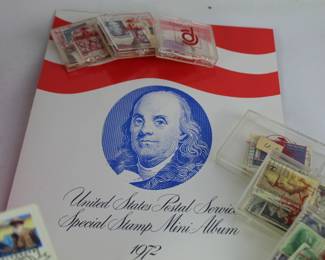 United States Postal Service
Special Stamp Mini Album
1972